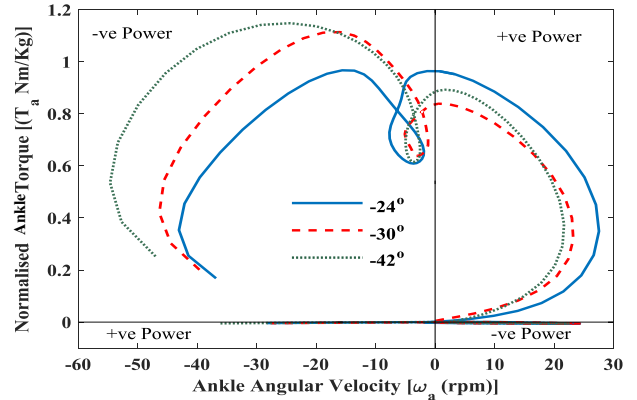 -ve Power
+ve Power
Normalised Ankle Torque [(T_a Nm/Kg)]
1.2
1
0.8
0.6
0.4
0.2
0
-24°
-30°
-42°
+ve Power
-ve Power
-60 -50 -40 -30 -20 -10 0 10 20 30
Ankle Angular Velocity [ω_a (rpm)]